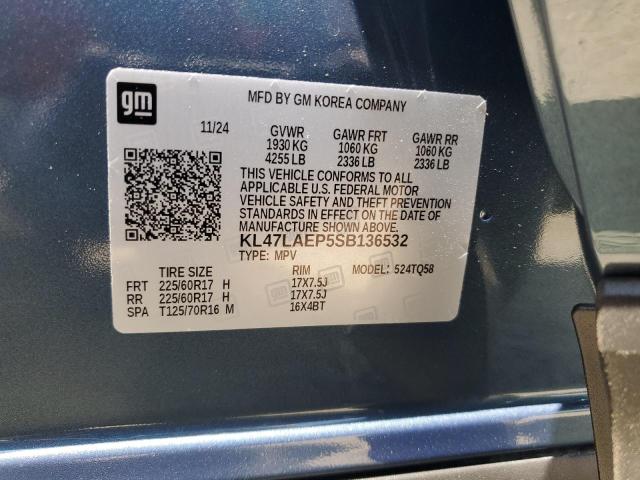 gm
MFD BY GM KOREA COMPANY
11/24 GVWR GAWR FRT GAWR RR
1930 KG 1060 KG 1060 KG
4255 LB 2336 LB 2336 LB
THIS VEHICLE CONFORMS TO ALL
APPLICABLE U.S. FEDERAL MOTOR
VEHICLE SAFETY AND THEFT PREVENTION
STANDARDS IN EFFECT ON THE DATE OF
MANUFACTURE SHOWN ABOVE.
KL47LAEP5SB136532
TYPE: MPV MODEL: 524TQ58
TIRE SIZE RIM
FRT 225/60R17 H 17X7.5J
RR 225/60R17 H 17X7.5J
SPA T125/70R16 M 16X4BT